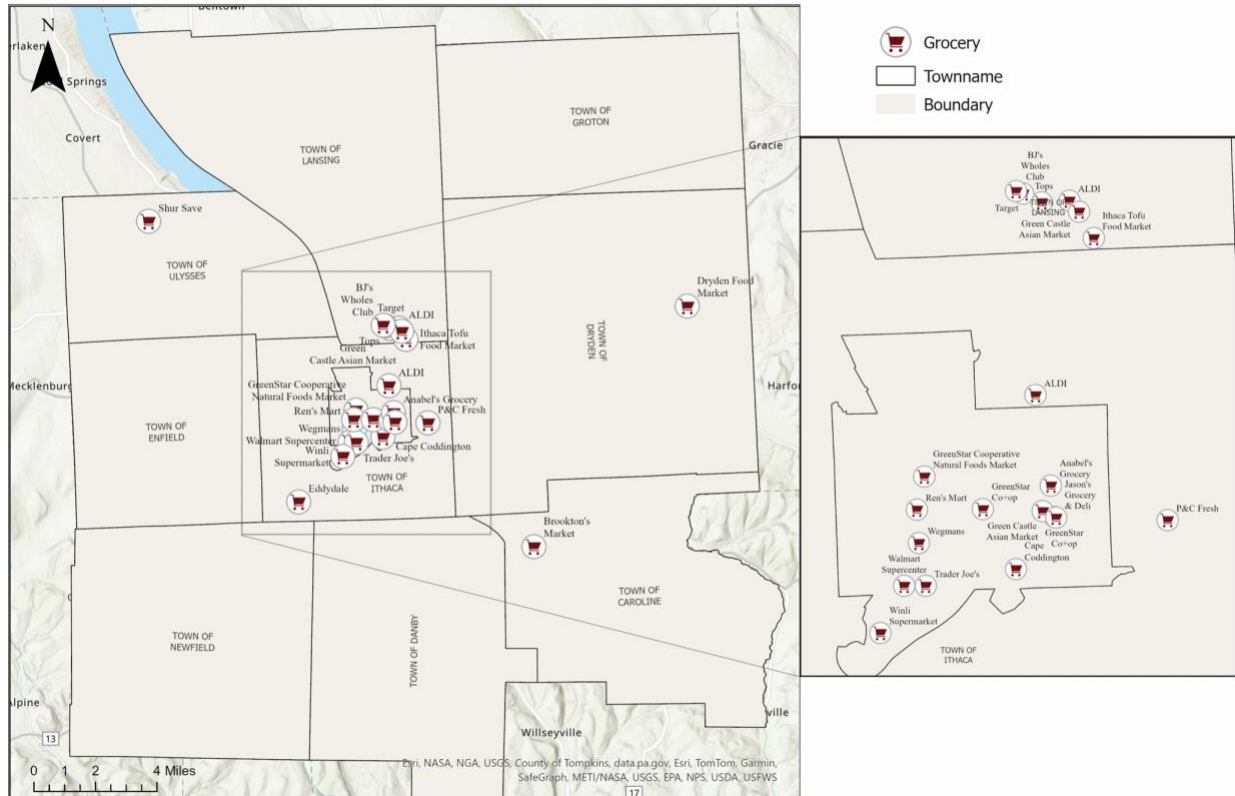 Belltown
N
erlaken
Springs
Covert
TOWN OF
LANSING
TOWN OF
GROTON
Gracie
Shur Save
TOWN OF
ULYSSES
Dryden Food
Market
TOWN OF
DRYDEN
BJ's
Wholes
Club
Target
ALDI
Tops
Ithaca Tofu
Food Market
Green
Castle Asian Market
ALDI
GreenStar Cooperative
Natural Foods Market
Anabel's Grocery
Ren's Mart
P&C Fresh
Wegmans
Walmart Supercenter
Cape Coddington
Winli
Supermarket
Trader Joe's
TOWN OF
ITHACA
Mecklenburg
Harfor
TOWN OF
ENFIELD
Eddydale
Brookton's
Market
TOWN OF
CAROLINE
TOWN OF
NEWFIELD
TOWN OF DANBY
Alpine
ville
Willseyville
13
17
0 1 2 4 Miles
Esri, NASA, NGA, USGS, County of Tompkins, data.pa.gov, Esri, TomTom, Garmin,
SafeGraph, METI/NASA, USGS, EPA, NPS, USDA, USFWS
Grocery
Townname
Boundary
BJ's
Wholes
Club
Tops
ALDI
Target
TOWN OF
LANSING
Green Castle
Asian Market
Ithaca Tofu
Food Market
ALDI
GreenStar Cooperative
Natural Foods Market
Anabel's
Grocery
Jason's
Grocery
& Deli
Ren's Mart
GreenStar
Co+op
P&C Fresh
Wegmans
Green Castle
Asian Market
GreenStar
Co+op
Cape
Coddington
Walmart
Supercenter
Trader Joe's
Winli
Supermarket
TOWN OF
ITHACA